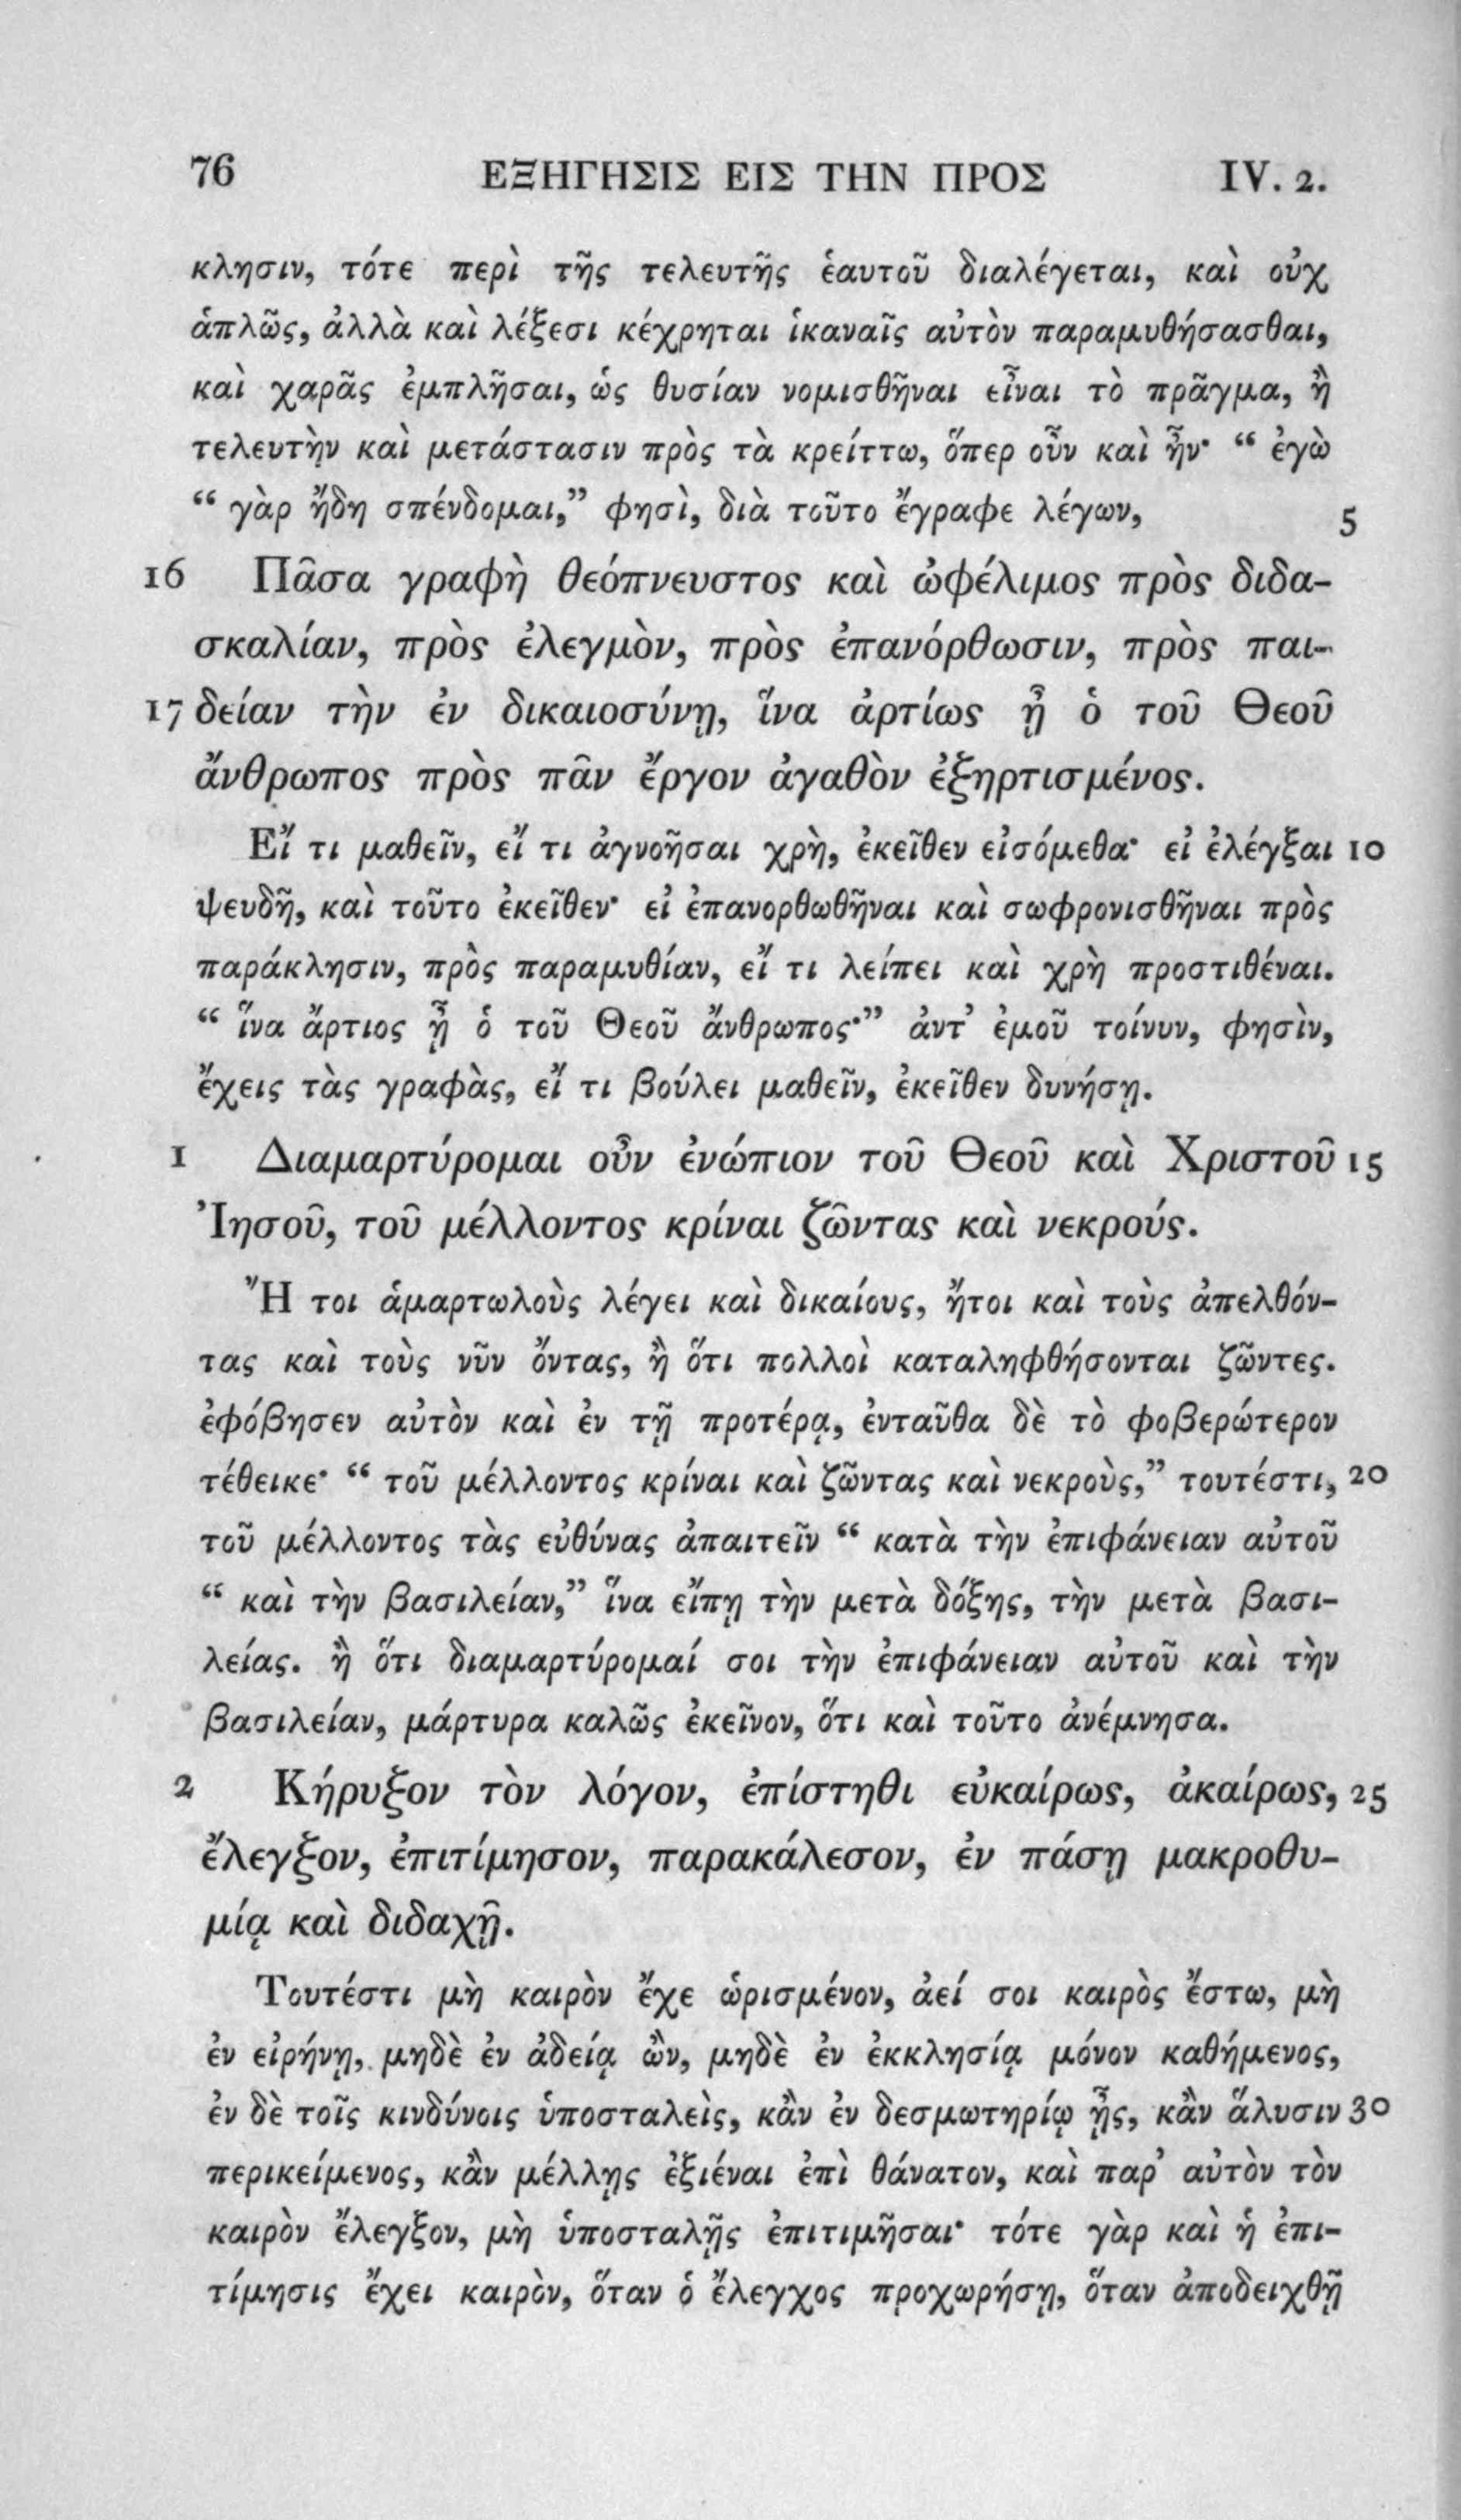 76 ΕΞΗΓΗΣΙΣ ΕΙΣ ΤΗΝ ΠΡΟΣ IV. 2.
κλησιν, τότε περὶ τῆς τελευτῆς ἑαυτοῦ διαλέγεται, καὶ οὐχ
ἁπλῶς, ἀλλὰ καὶ λέξεσι κέχρηται ἱκαναῖς αὐτὸν παραμυθήσασθαι,
καὶ χαρᾶς ἐμπλῆσαι, ὡς θυσίαν νομισθῆναι εἶναι τὸ πρᾶγμα, ἢ
τελευτὴν καὶ μετάστασιν πρὸς τὰ κρείττω, ὅπερ οὖν καὶ ἦν· “ ἐγὼ
“ γὰρ ἤδη σπένδομαι,” φησὶ, διὰ τοῦτο ἔγραφε λέγων, 5
16 Πᾶσα γραφὴ θεόπνευστος καὶ ὠφέλιμος πρὸς διδα-
σκαλίαν, πρὸς ἐλεγμὸν, πρὸς ἐπανόρθωσιν, πρὸς παι-
17 δείαν τὴν ἐν δικαιοσύνῃ, ἵνα ἀρτίως ᾖ ὁ τοῦ Θεοῦ
ἄνθρωπος πρὸς πᾶν ἔργον ἀγαθὸν ἐξηρτισμένος.
Εἴ τι μαθεῖν, εἴ τι ἀγνοῆσαι χρὴ, ἐκεῖθεν εἰσόμεθα· εἰ ἐλέγξαι 10
ψευδῆ, καὶ τοῦτο ἐκεῖθεν· εἰ ἐπανορθωθῆναι καὶ σωφρονισθῆναι πρὸς
παράκλησιν, πρὸς παραμυθίαν, εἴ τι λείπει καὶ χρὴ προστιθέναι.
“ ἵνα ἄρτιος ᾖ ὁ τοῦ Θεοῦ ἄνθρωπος·” ἀντ’ ἐμοῦ τοίνυν, φησὶν,
ἔχεις τὰς γραφὰς, εἴ τι βούλει μαθεῖν, ἐκεῖθεν δυνήσῃ.
1 Διαμαρτύρομαι οὖν ἐνώπιον τοῦ Θεοῦ καὶ Χριστοῦ 15
Ἰησοῦ, τοῦ μέλλοντος κρίναι ζῶντας καὶ νεκρούς.
Ἤ τοι ἁμαρτωλοὺς λέγει καὶ δικαίους, ἤτοι καὶ τοὺς ἀπελθόν-
τας καὶ τοὺς νῦν ὄντας, ἢ ὅτι πολλοὶ καταληφθήσονται ζῶντες.
ἐφόβησεν αὐτὸν καὶ ἐν τῇ προτέρᾳ, ἐνταῦθα δὲ τὸ φοβερώτερον
τέθεικε· “ τοῦ μέλλοντος κρίναι καὶ ζῶντας καὶ νεκροὺς,” τουτέστι, 20
τοῦ μέλλοντος τὰς εὐθύνας ἀπαιτεῖν “ κατὰ τὴν ἐπιφάνειαν αὐτοῦ
“ καὶ τὴν βασιλείαν,” ἵνα εἴπῃ τὴν μετὰ δόξης, τὴν μετὰ βασι-
λείας. ἢ ὅτι διαμαρτύρομαί σοι τὴν ἐπιφάνειαν αὐτοῦ καὶ τὴν
βασιλείαν, μάρτυρα καλῶς ἐκεῖνον, ὅτι καὶ τοῦτο ἀνέμνησα.
2 Κήρυξον τὸν λόγον, ἐπίστηθι εὐκαίρως, ἀκαίρως, 25
ἔλεγξον, ἐπιτίμησον, παρακάλεσον, ἐν πάσῃ μακροθυ-
μίᾳ καὶ διδαχῇ.
Τουτέστι μὴ καιρὸν ἔχε ὡρισμένον, ἀεί σοι καιρὸς ἔστω, μὴ
ἐν εἰρήνῃ, μηδὲ ἐν ἀδείᾳ ὢν, μηδὲ ἐν ἐκκλησίᾳ μόνον καθήμενος,
ἐν δὲ τοῖς κινδύνοις ὑποσταλεὶς, κἂν ἐν δεσμωτηρίῳ ᾖς, κἂν ἅλυσιν 30
περικείμενος, κἂν μέλλῃς ἐξιέναι ἐπὶ θάνατον, καὶ παρ’ αὐτὸν τὸν
καιρὸν ἔλεγξον, μὴ ὑποσταλῇς ἐπιτιμῆσαι· τότε γὰρ καὶ ἡ ἐπι-
τίμησις ἔχει καιρὸν, ὅταν ὁ ἔλεγχος προχωρήσῃ, ὅταν ἀποδειχθῇ